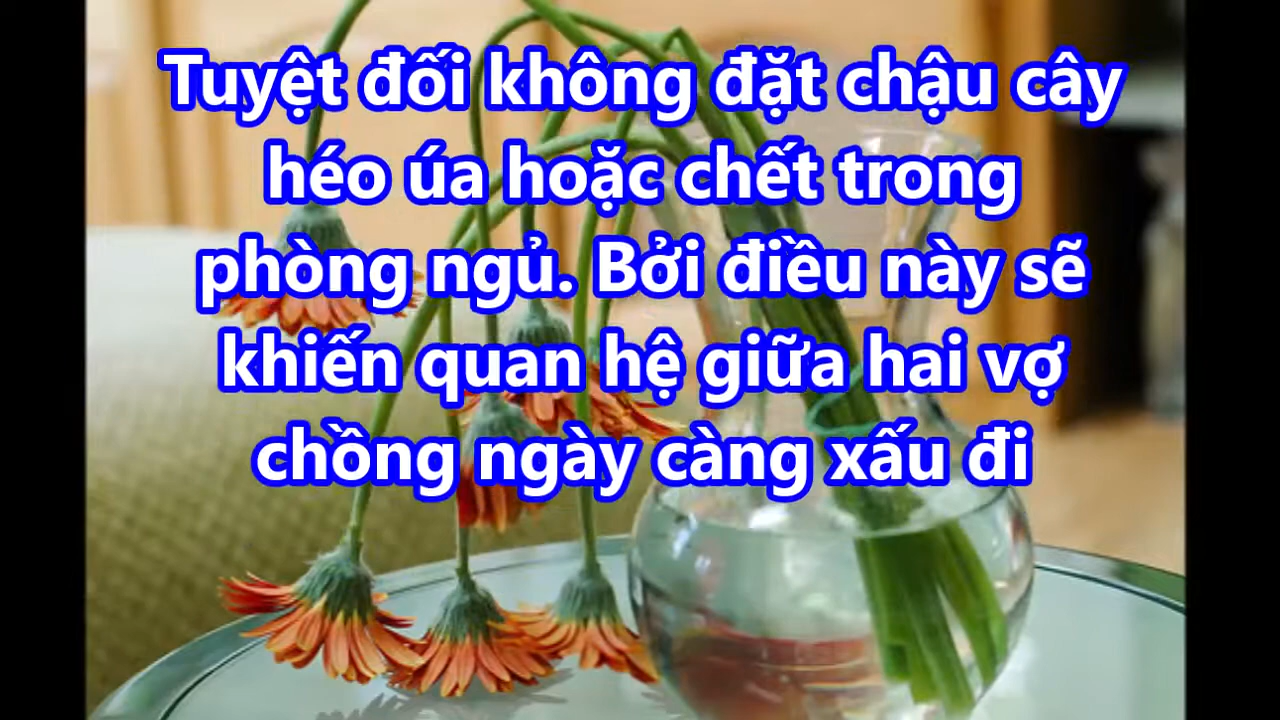 Tuyệt đối không đặt chậu cây
héo úa hoặc chết trong
phòng ngủ. Bởi điều này sẽ
khiến quan hệ giữa hai vợ
chồng ngày càng xấu đi